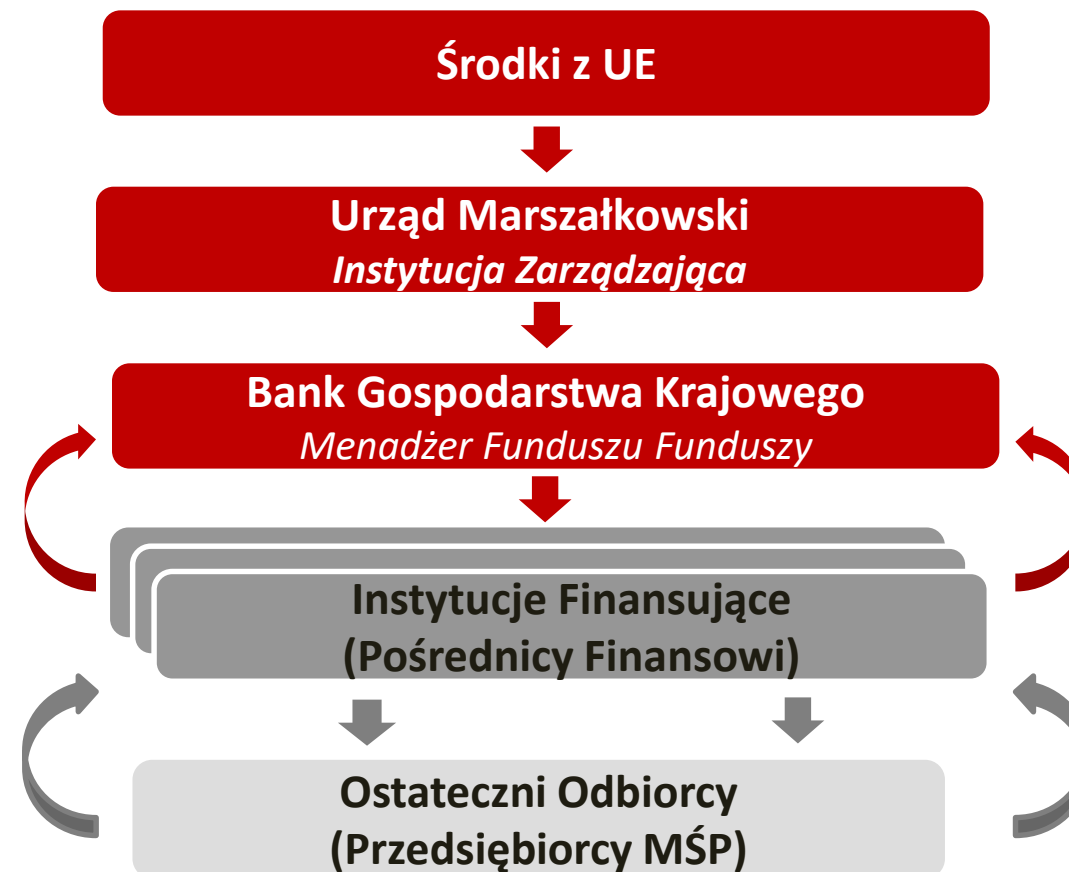 Środki z UE
Urząd Marszałkowski
Instytucja Zarządzająca
Bank Gospodarstwa Krajowego
Menadżer Funduszu Funduszy
Instytucje Finansujące
(Pośrednicy Finansowi)
Ostateczni Odbiorcy
(Przedsiębiorcy MŚP)